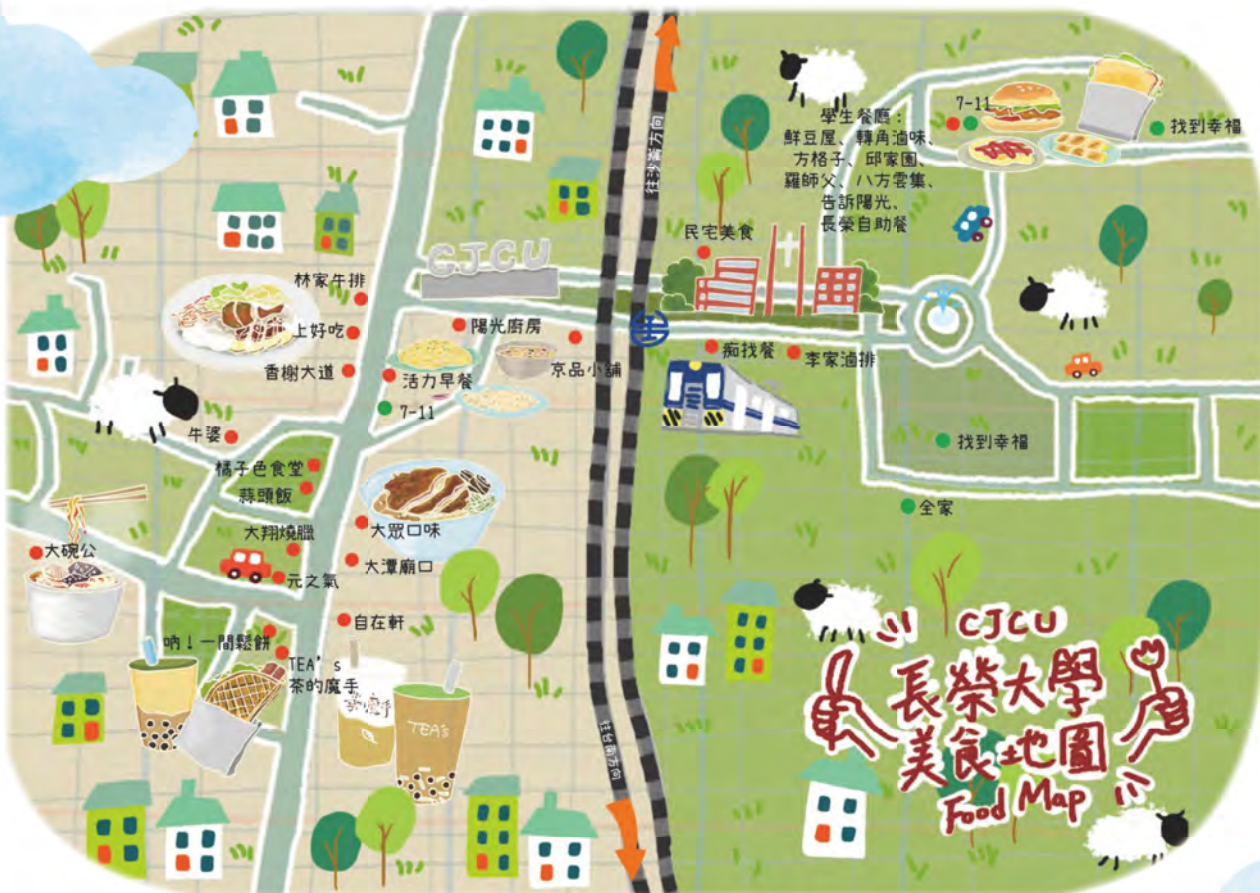 往沙崙方向
學生餐廳：
鮮豆屋、轉角滷味、
方格子、邱家園、
羅師父、八方雲集、
告訴陽光、
長榮自助餐
7-11
找到幸福
民宅美食
CJCU
林家牛排
上好吃
香榭大道
陽光廚房
京品小舖
活力早餐
7-11
痴找餐
李家滷排
牛婆
橘子色食堂
蒜頭飯
找到幸福
全家
大眾口味
大翔燒臘
大潭廟口
大碗公
元之氣
自在軒
吶！一間鬆餅
TEA's
茶的魔手
TEA's
往台南方向
CJCU
長榮大學
美食地圖
Food Map